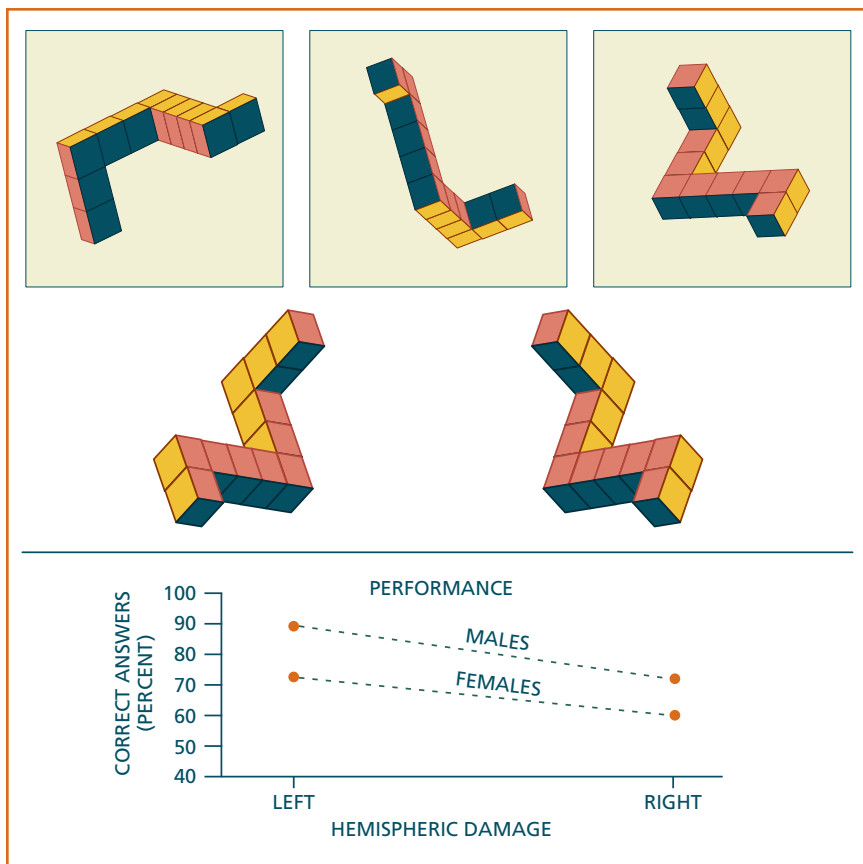 PERFORMANCE
CORRECT ANSWERS
(PERCENT)
100
90
80
70
60
50
40
MALES
FEMALES
LEFT
RIGHT
HEMISPHERIC DAMAGE